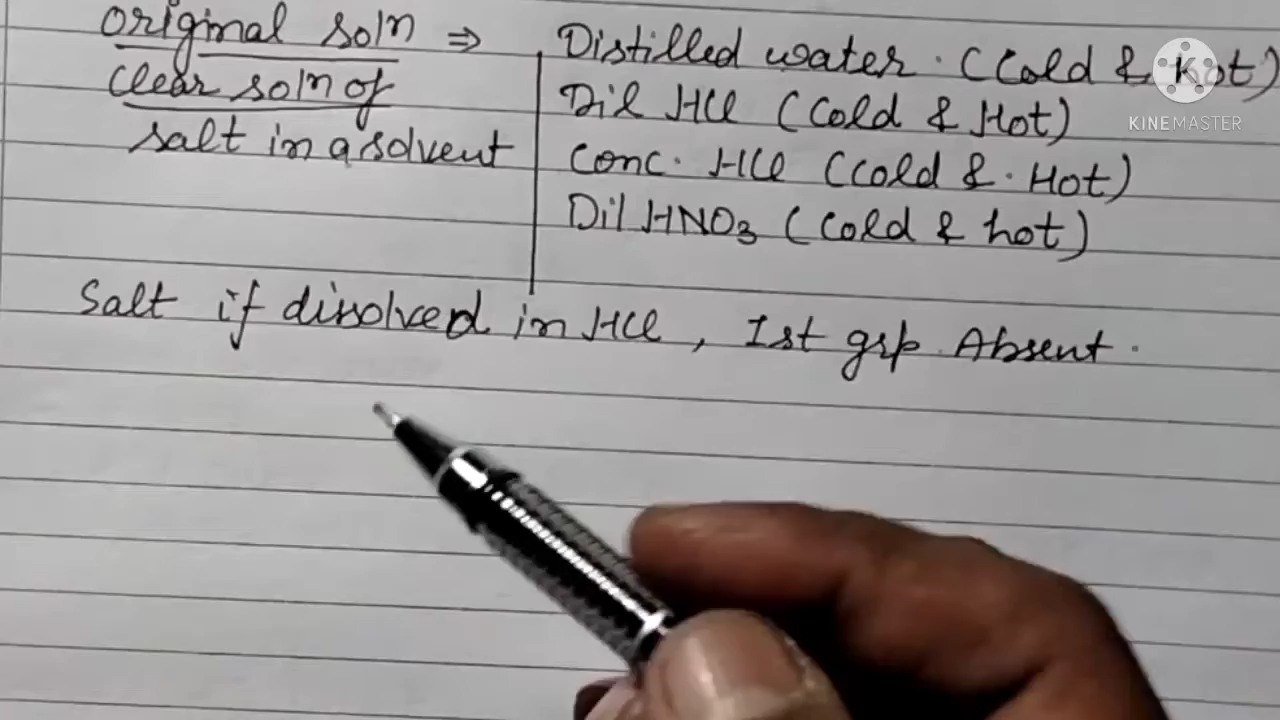 Original soln ⇒ Distilled water. (Cold & Hot)
Clear soln of Dil HCl (Cold & Hot)
salt in a solvent Conc. HCl (Cold &. Hot)
Dil HNO3 (Cold & hot)
Salt if dissolved in HCl, Ist grp. Absent.
KINEMASTER